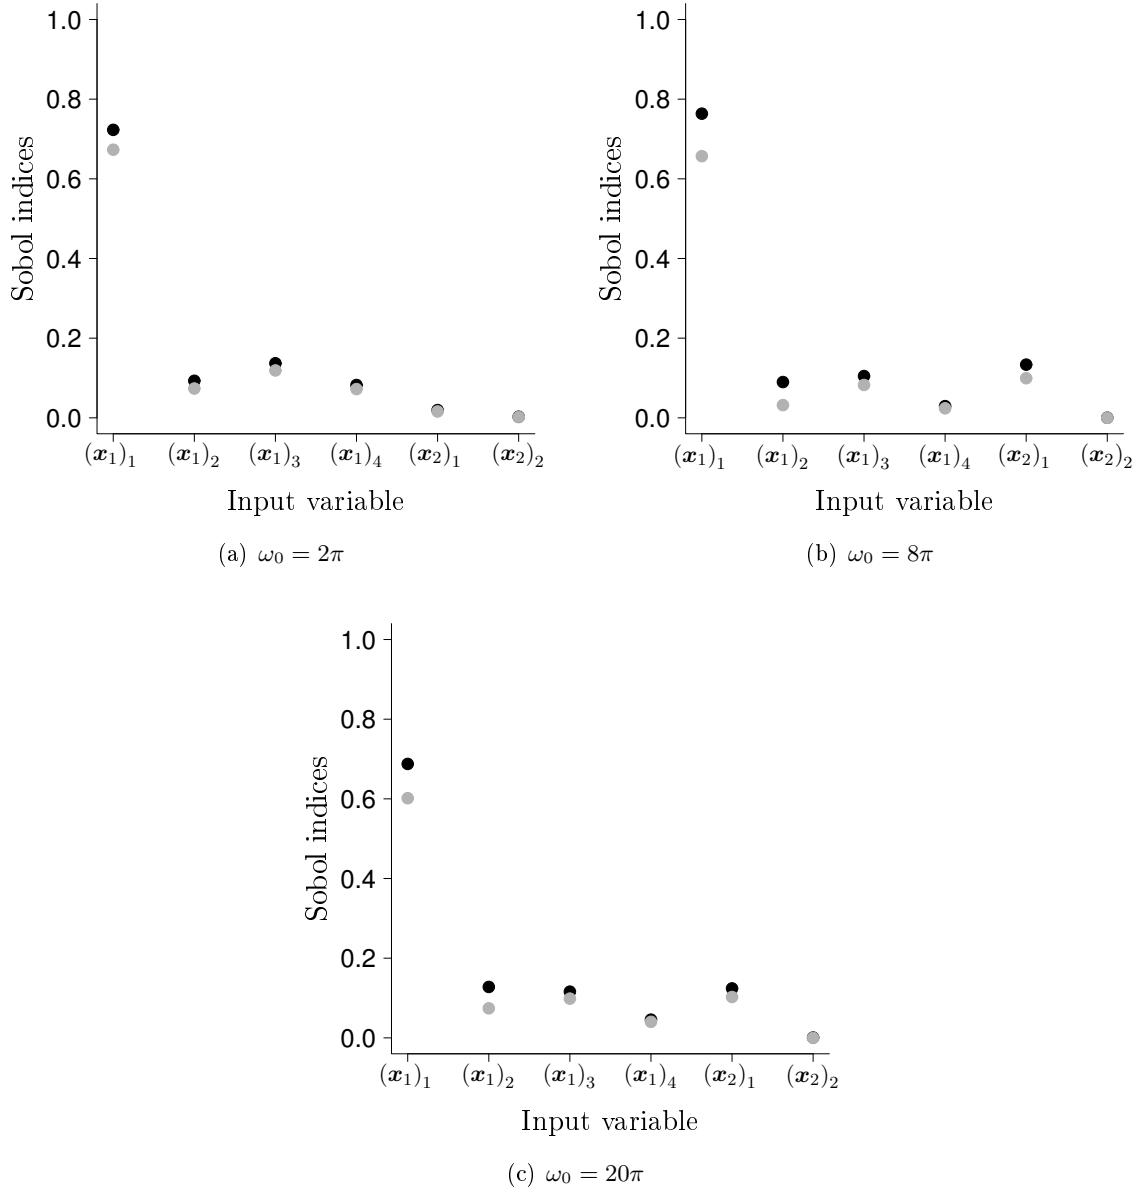 1.0
0.8
0.6
0.4
0.2
0.0
Sobol indices
(x₁)₁ (x₁)₂ (x₁)₃ (x₁)₄ (x₂)₁ (x₂)₂
Input variable
(a) ω₀ = 2π
1.0
0.8
0.6
0.4
0.2
0.0
Sobol indices
(x₁)₁ (x₁)₂ (x₁)₃ (x₁)₄ (x₂)₁ (x₂)₂
Input variable
(b) ω₀ = 8π
1.0
0.8
0.6
0.4
0.2
0.0
Sobol indices
(x₁)₁ (x₁)₂ (x₁)₃ (x₁)₄ (x₂)₁ (x₂)₂
Input variable
(c) ω₀ = 20π